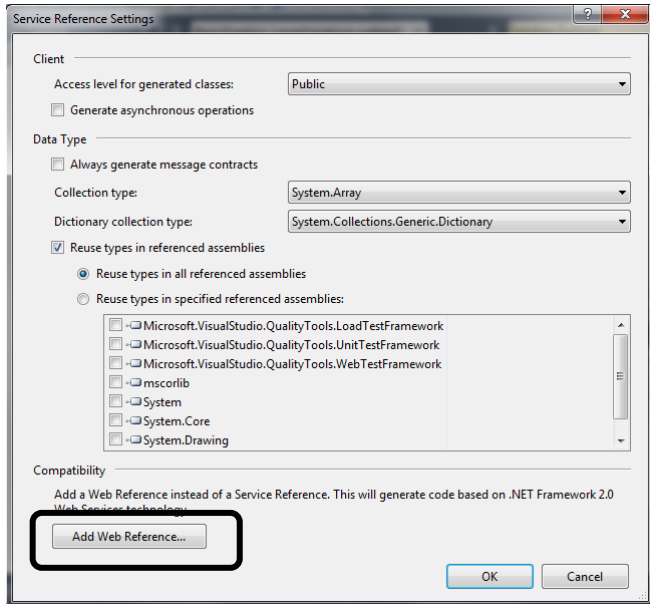 Service Reference Settings
Client
Access level for generated classes: Public
Generate asynchronous operations
Data Type
Always generate message contracts
Collection type: System.Array
Dictionary collection type: System.Collections.Generic.Dictionary
Reuse types in referenced assemblies
Reuse types in all referenced assemblies
Reuse types in specified referenced assemblies:
Microsoft.VisualStudio.QualityTools.LoadTestFramework
Microsoft.VisualStudio.QualityTools.UnitTestFramework
Microsoft.VisualStudio.QualityTools.WebTestFramework
mscorlib
System
System.Core
System.Drawing
Compatibility
Add a Web Reference instead of a Service Reference. This will generate code based on .NET Framework 2.0
Web Services technology
Add Web Reference...
OK Cancel